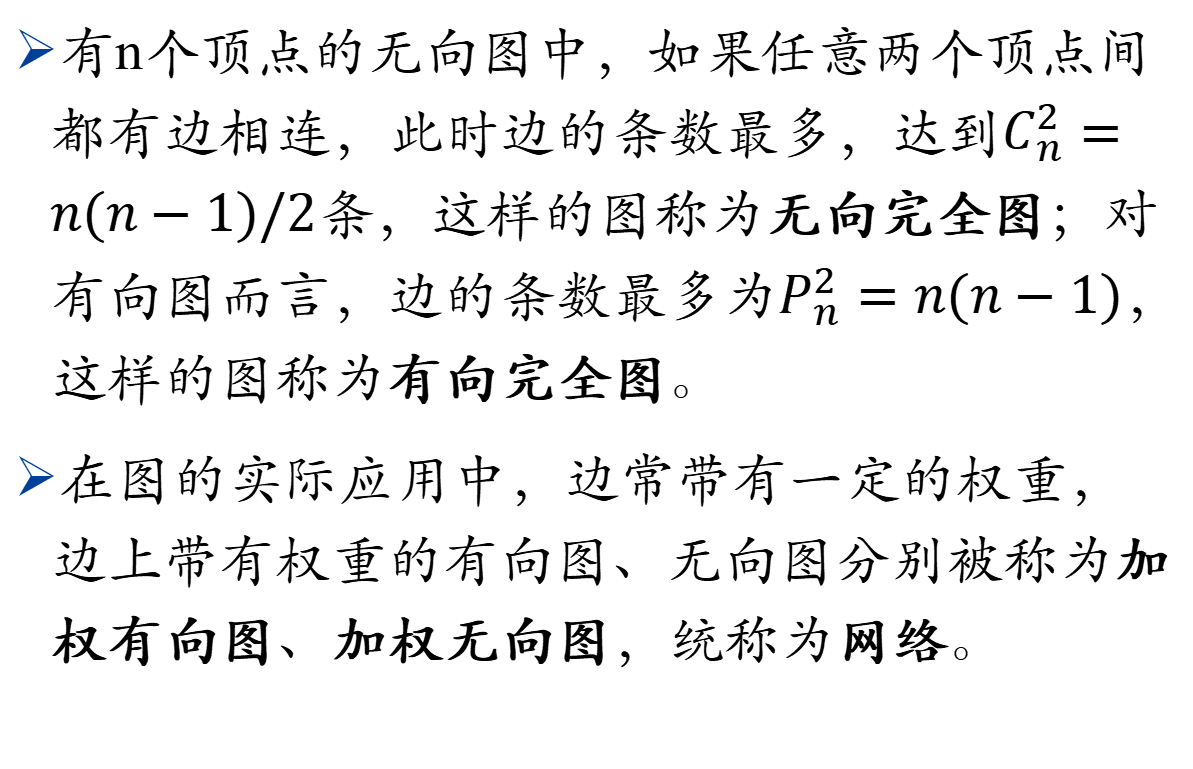 ➢有n个顶点的无向图中，如果任意两个顶点间
都有边相连，此时边的条数最多，达到$C_n^2 =$
$n(n-1)/2$条，这样的图称为无向完全图；对
有向图而言，边的条数最多为$P_n^2 = n(n-1)$，
这样的图称为有向完全图。
➢在图的实际应用中，边常带有一定的权重，
边上带有权重的有向图、无向图分别被称为加
权有向图、加权无向图，统称为网络。